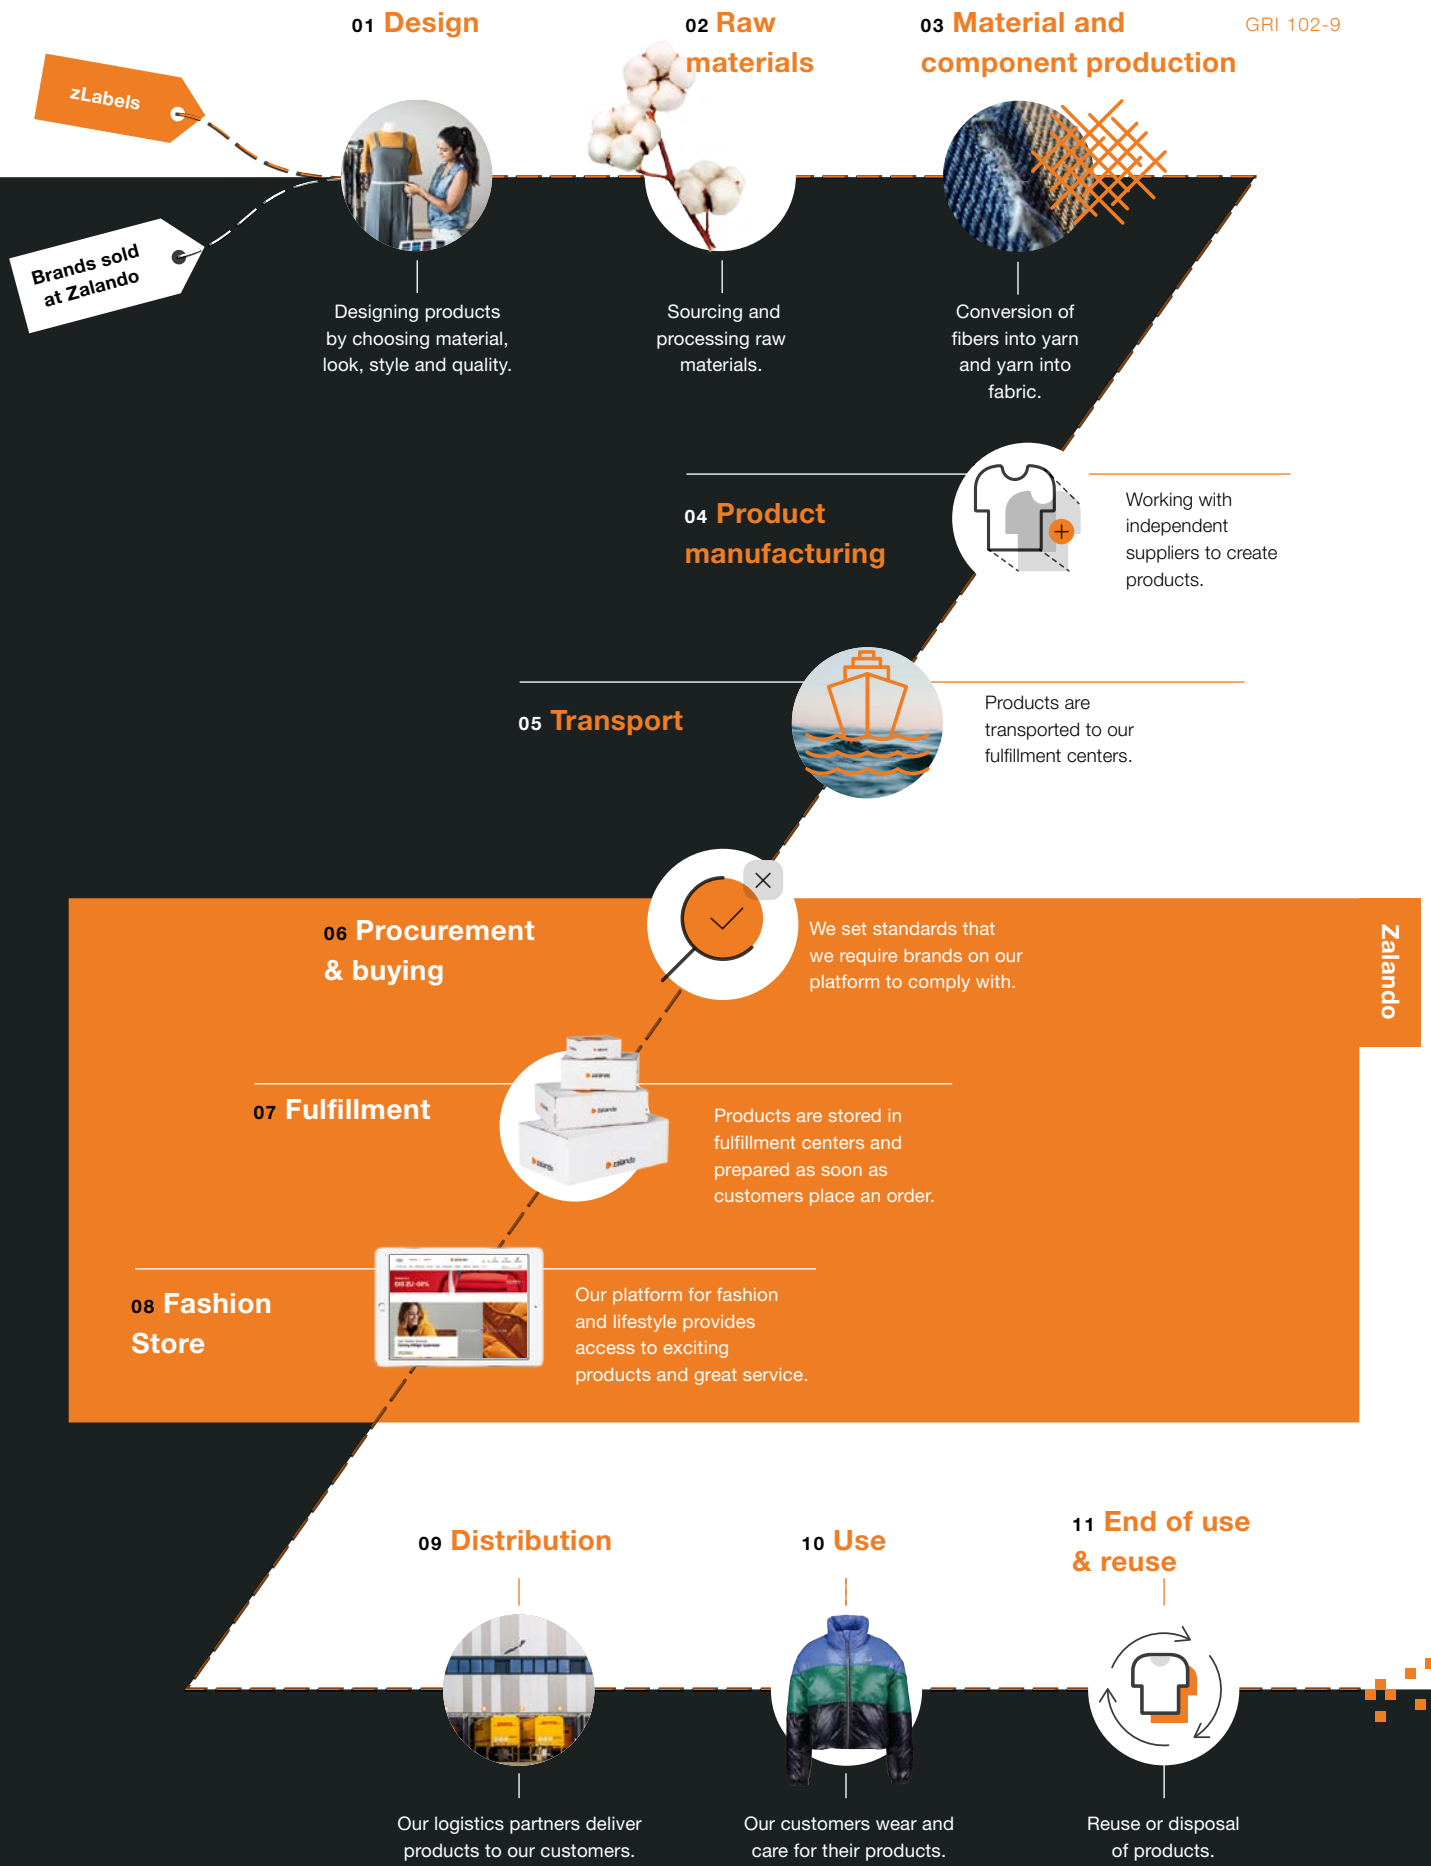 01 Design
02 Raw
materials
03 Material and
component production
GRI 102-9
zLabels
Brands sold
at Zalando
Designing products
by choosing material,
look, style and quality.
Sourcing and
processing raw
materials.
Conversion of
fibers into yarn
and yarn into
fabric.
04 Product
manufacturing
Working with
independent
suppliers to create
products.
05 Transport
Products are
transported to our
fulfillment centers.
06 Procurement
& buying
We set standards that
we require brands on our
platform to comply with.
Zalando
07 Fulfillment
zalando
zalando
zalando
zalando
Products are stored in
fulfillment centers and
prepared as soon as
customers place an order.
08 Fashion
Store
BIS ZU -50%
Our platform for fashion
and lifestyle provides
access to exciting
products and great service.
09 Distribution
10 Use
11 End of use
& reuse
Our logistics partners deliver
products to our customers.
Our customers wear and
care for their products.
Reuse or disposal
of products.